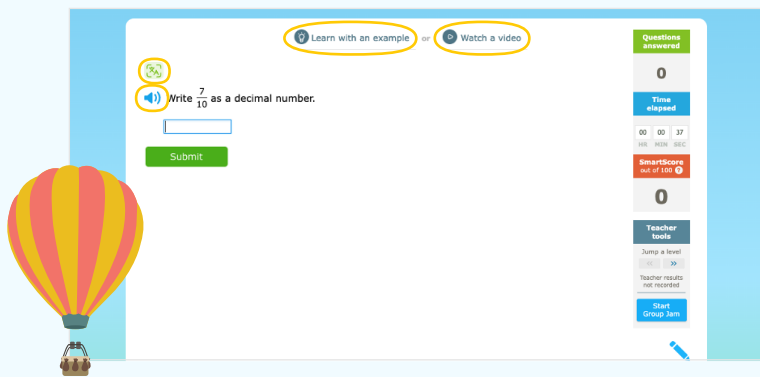 Learn with an example or Watch a video
Write 7/10 as a decimal number.
Submit
Questions answered
0
Time elapsed
00 00 37
HR MIN SEC
SmartScore
out of 100 ?
0
Teacher tools
Jump a level
<< >>
Teacher results
not recorded
Start
Group Jam